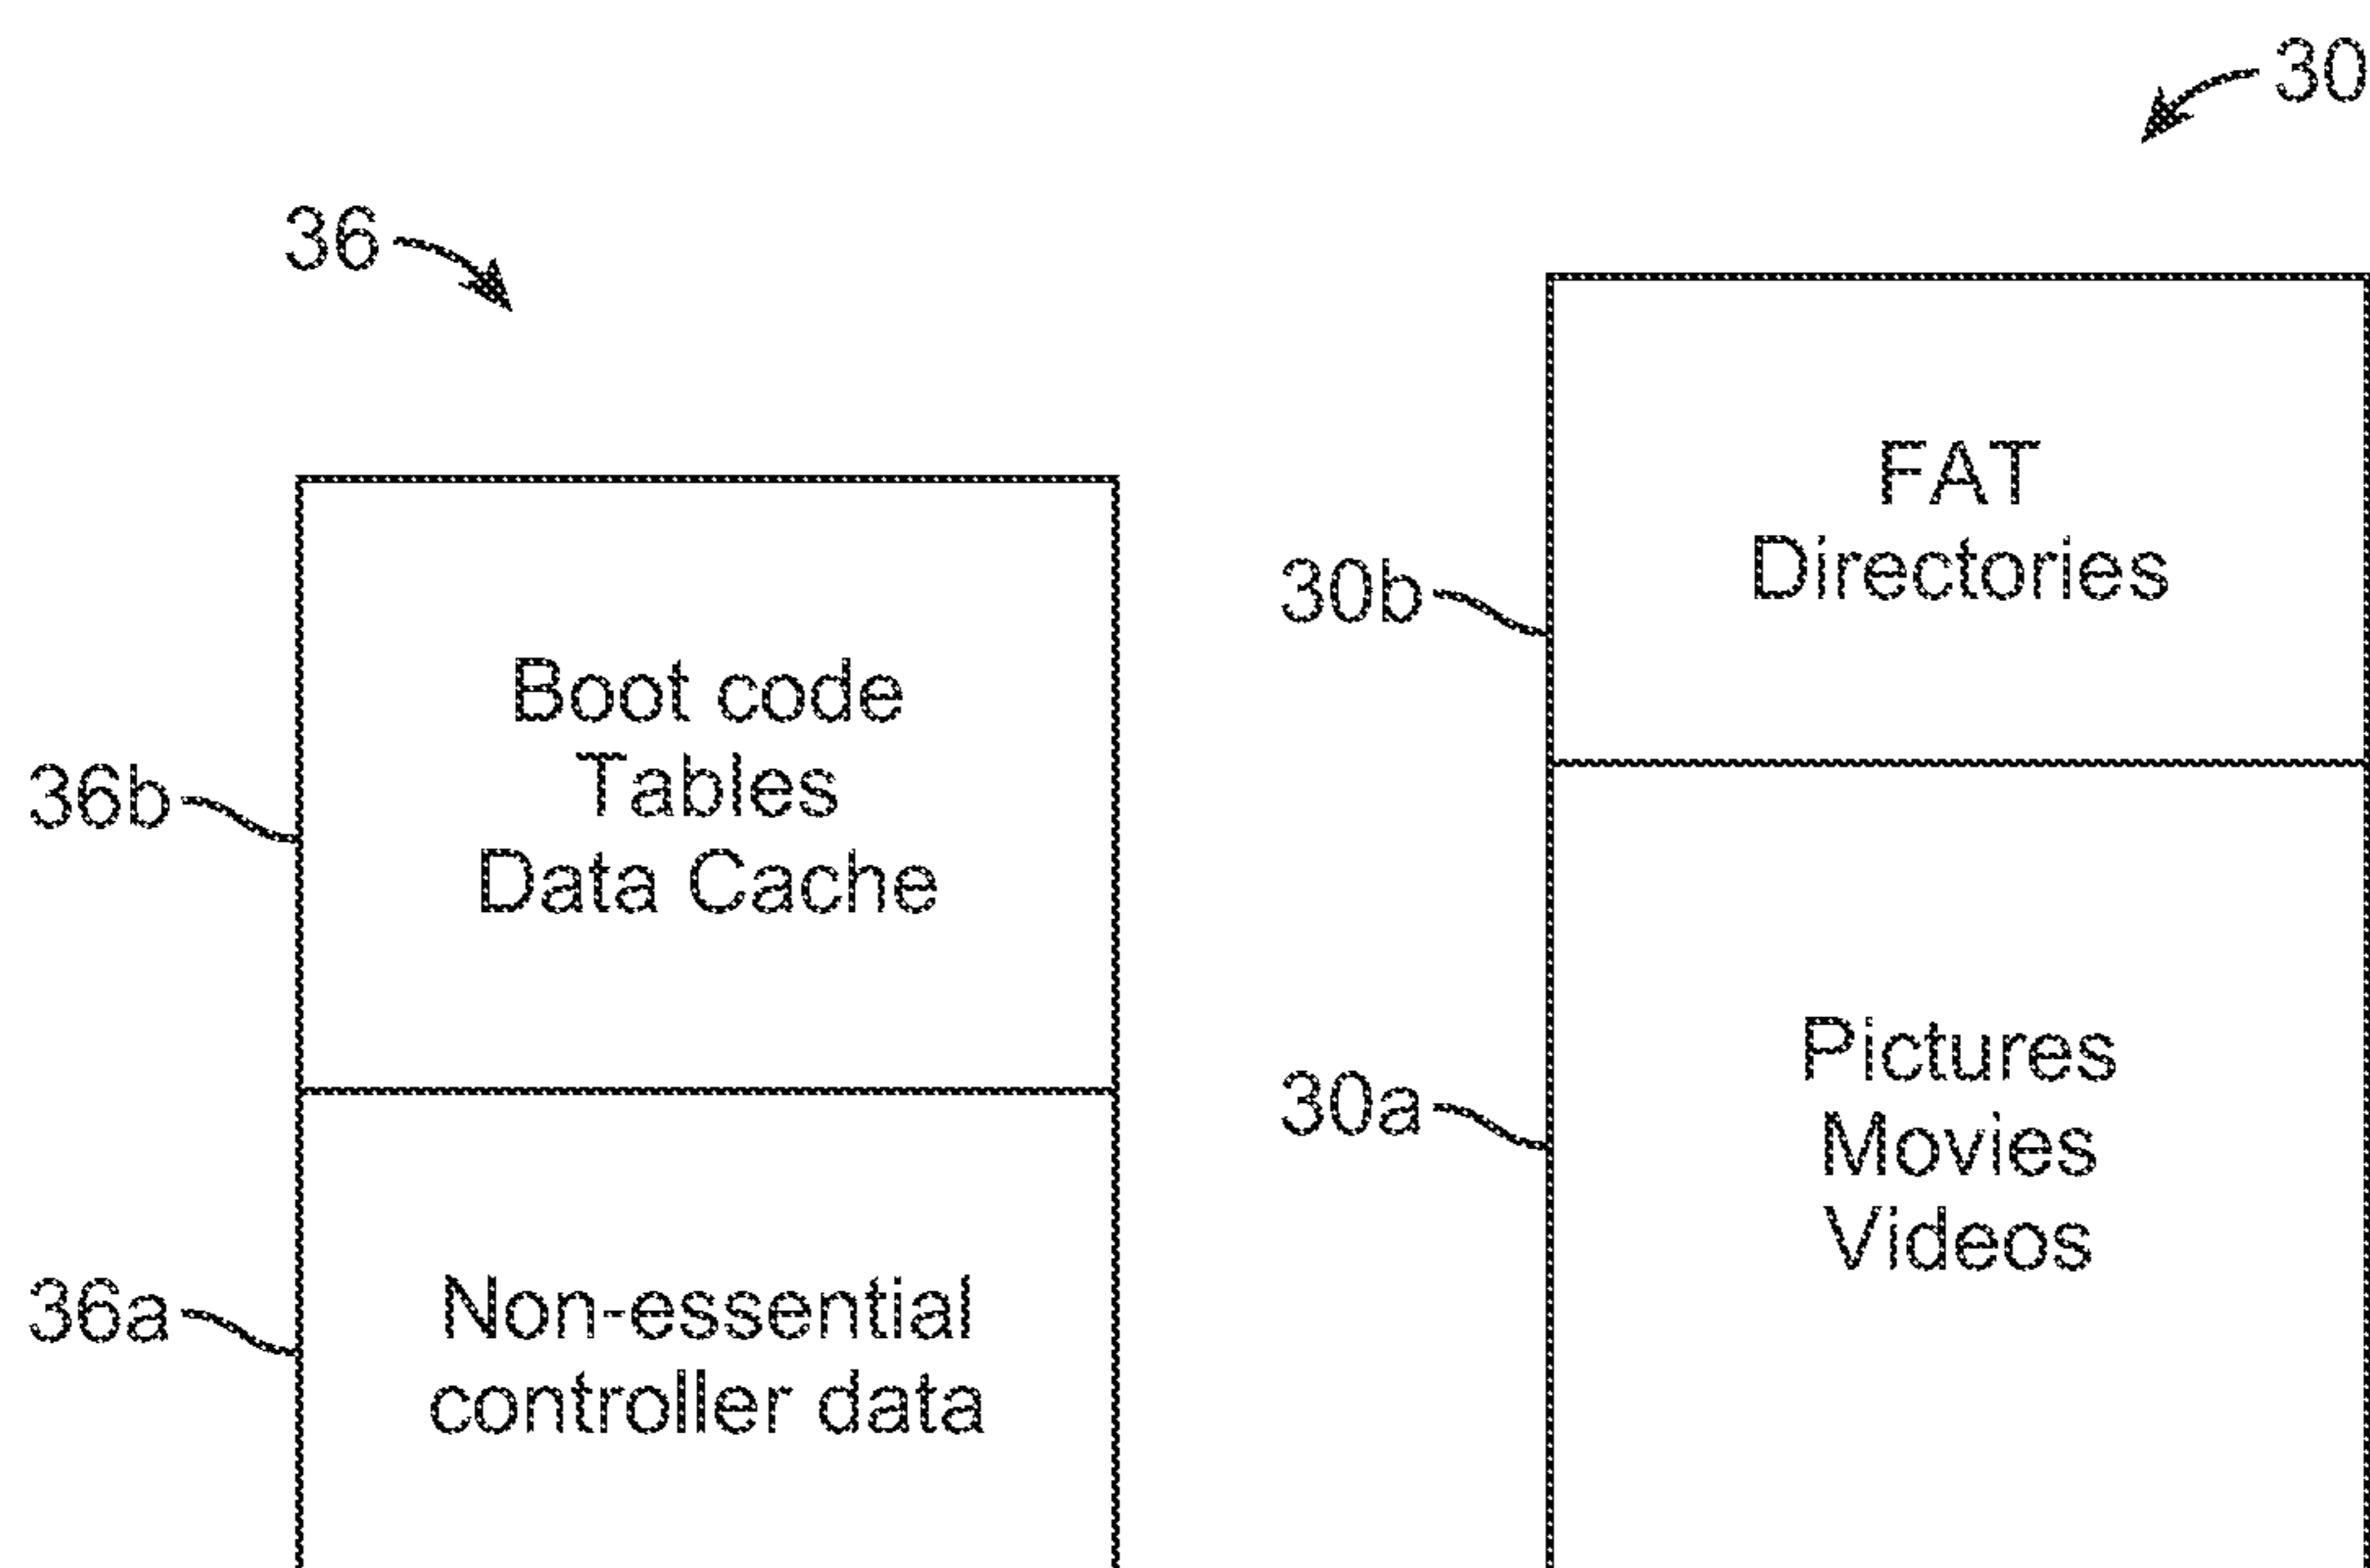 30
36
FAT
Directories
30b
Boot code
Tables
Data Cache
36b
Pictures
Movies
Videos
30a
Non-essential
controller data
36a